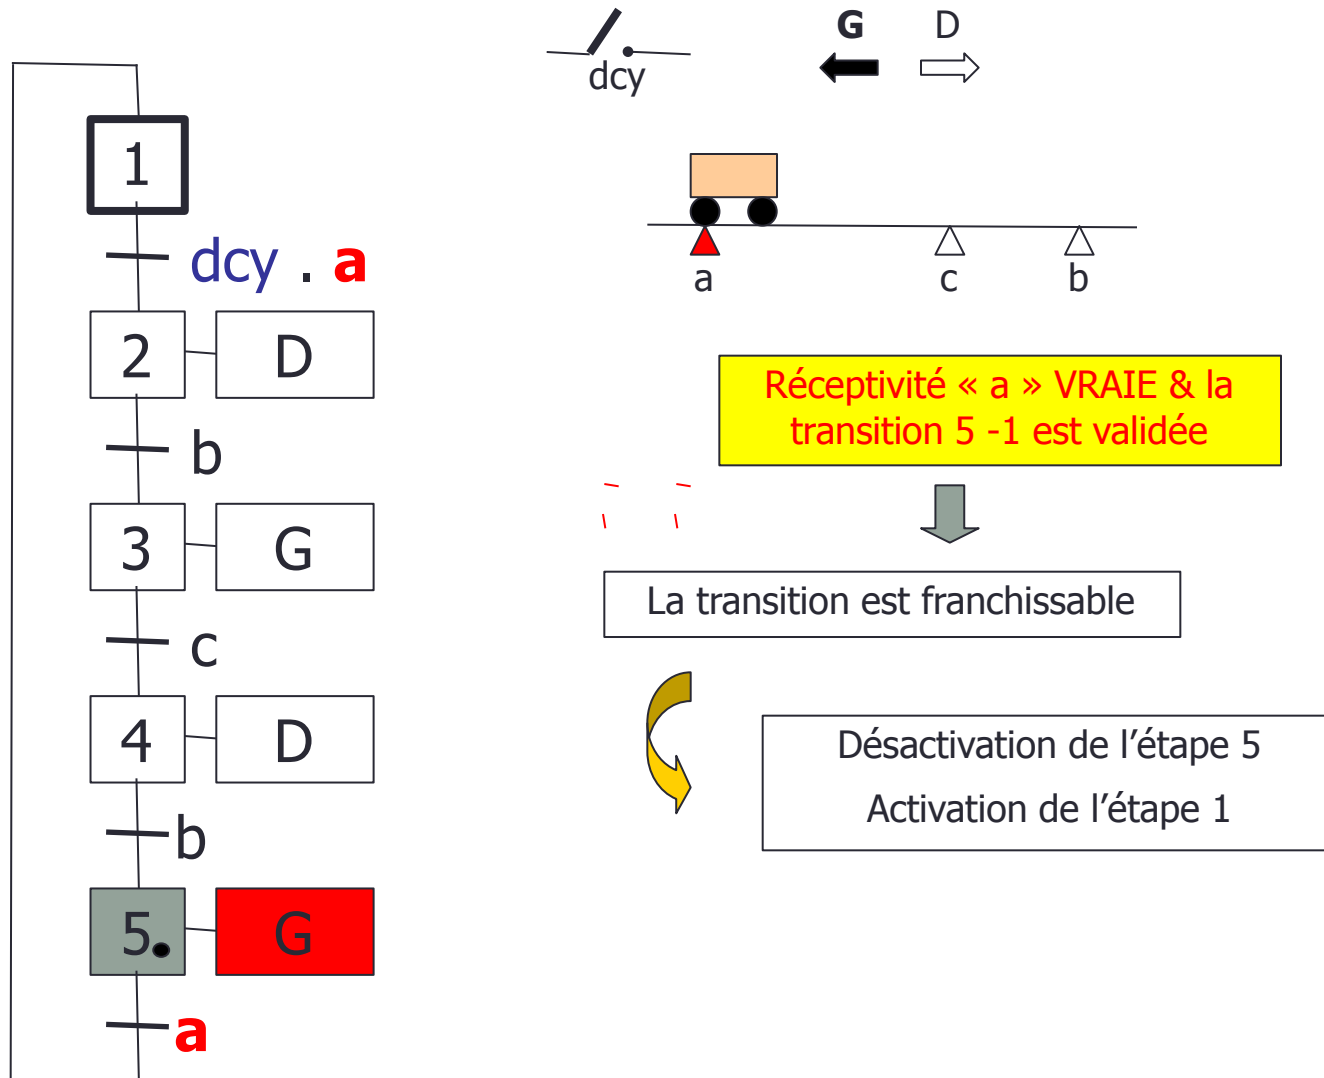 G D
dcy
1
dcy . a
a c b
2 D
Réceptivité « a » VRAIE & la
transition 5 -1 est validée
b
3 G
La transition est franchissable
c
4 D
Désactivation de l’étape 5
Activation de l’étape 1
b
5 G
a